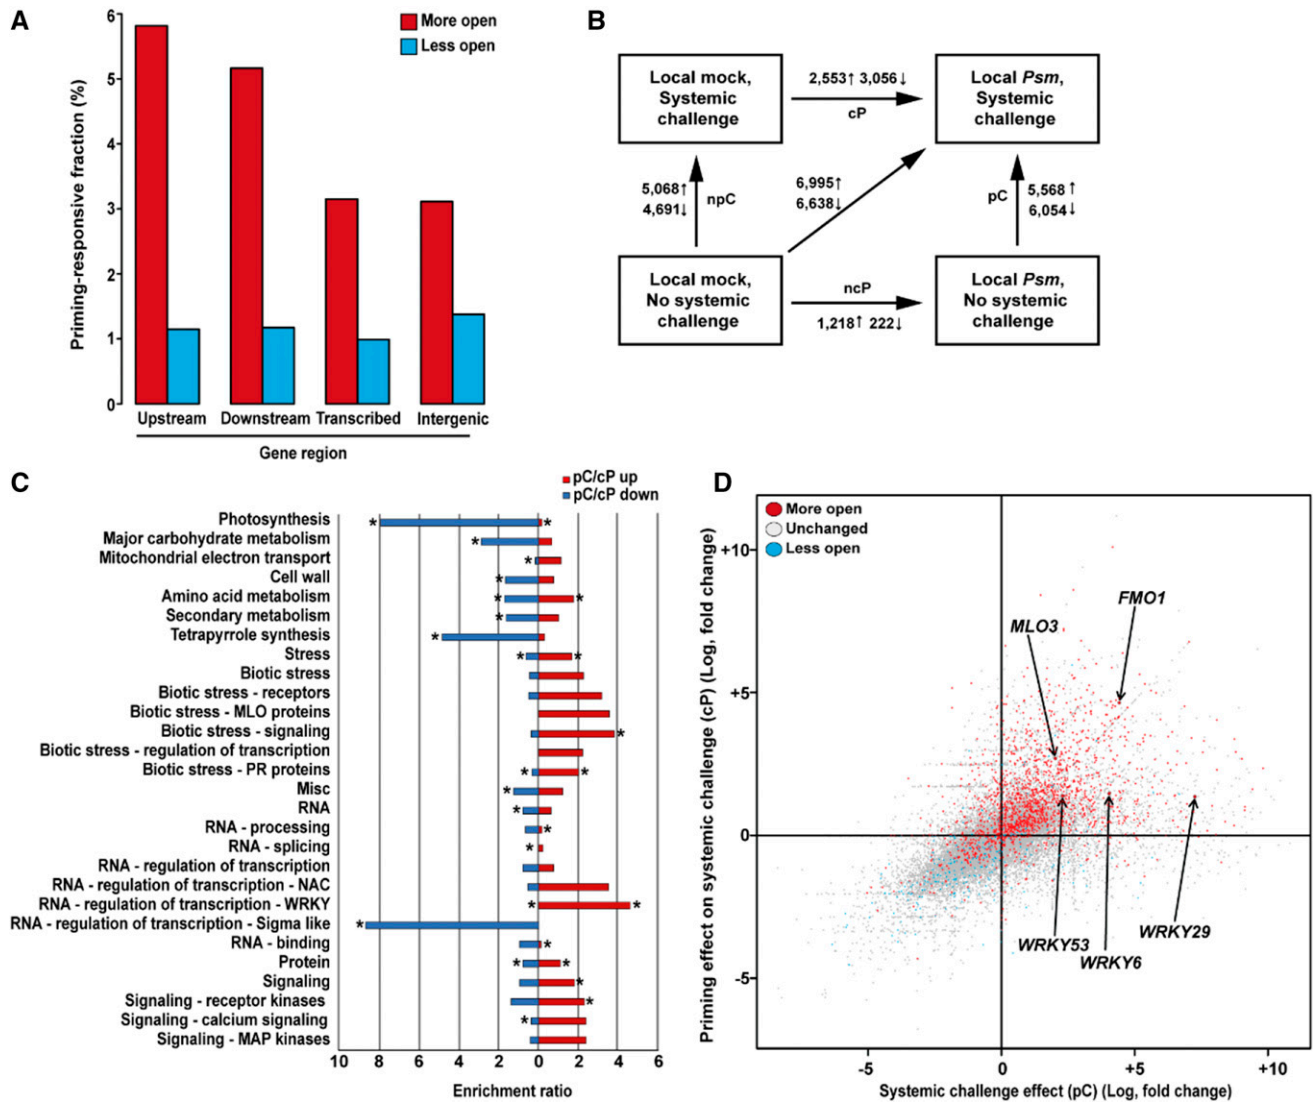 A
Priming-responsive fraction (%)
6
5
4
3
2
1
0
More open
Less open
Upstream
Downstream
Transcribed
Intergenic
Gene region
B
Local mock,
Systemic
challenge
2,553↑ 3,056↓
cP
Local Psm,
Systemic
challenge
5,068↑
4,691↓
npC
6,995↑
6,638↓
pC
5,568↑
6,054↓
Local mock,
No systemic
challenge
ncP
1,218↑ 222↓
Local Psm,
No systemic
challenge
C
pC/cP up
pC/cP down
Photosynthesis
Major carbohydrate metabolism
Mitochondrial electron transport
Cell wall
Amino acid metabolism
Secondary metabolism
Tetrapyrrole synthesis
Stress
Biotic stress
Biotic stress - receptors
Biotic stress - MLO proteins
Biotic stress - signaling
Biotic stress - regulation of transcription
Biotic stress - PR proteins
Misc
RNA
RNA - processing
RNA - splicing
RNA - regulation of transcription
RNA - regulation of transcription - NAC
RNA - regulation of transcription - WRKY
RNA - regulation of transcription - Sigma like
RNA - binding
Protein
Signaling
Signaling - receptor kinases
Signaling - calcium signaling
Signaling - MAP kinases
10 8 6 4 2 0 2 4 6
Enrichment ratio
D
Priming effect on systemic challenge (cP) (Log, fold change)
More open
Unchanged
Less open
+10
+5
0
-5
FMO1
MLO3
WRKY53
WRKY6
WRKY29
-5 0 +5 +10
Systemic challenge effect (pC) (Log, fold change)